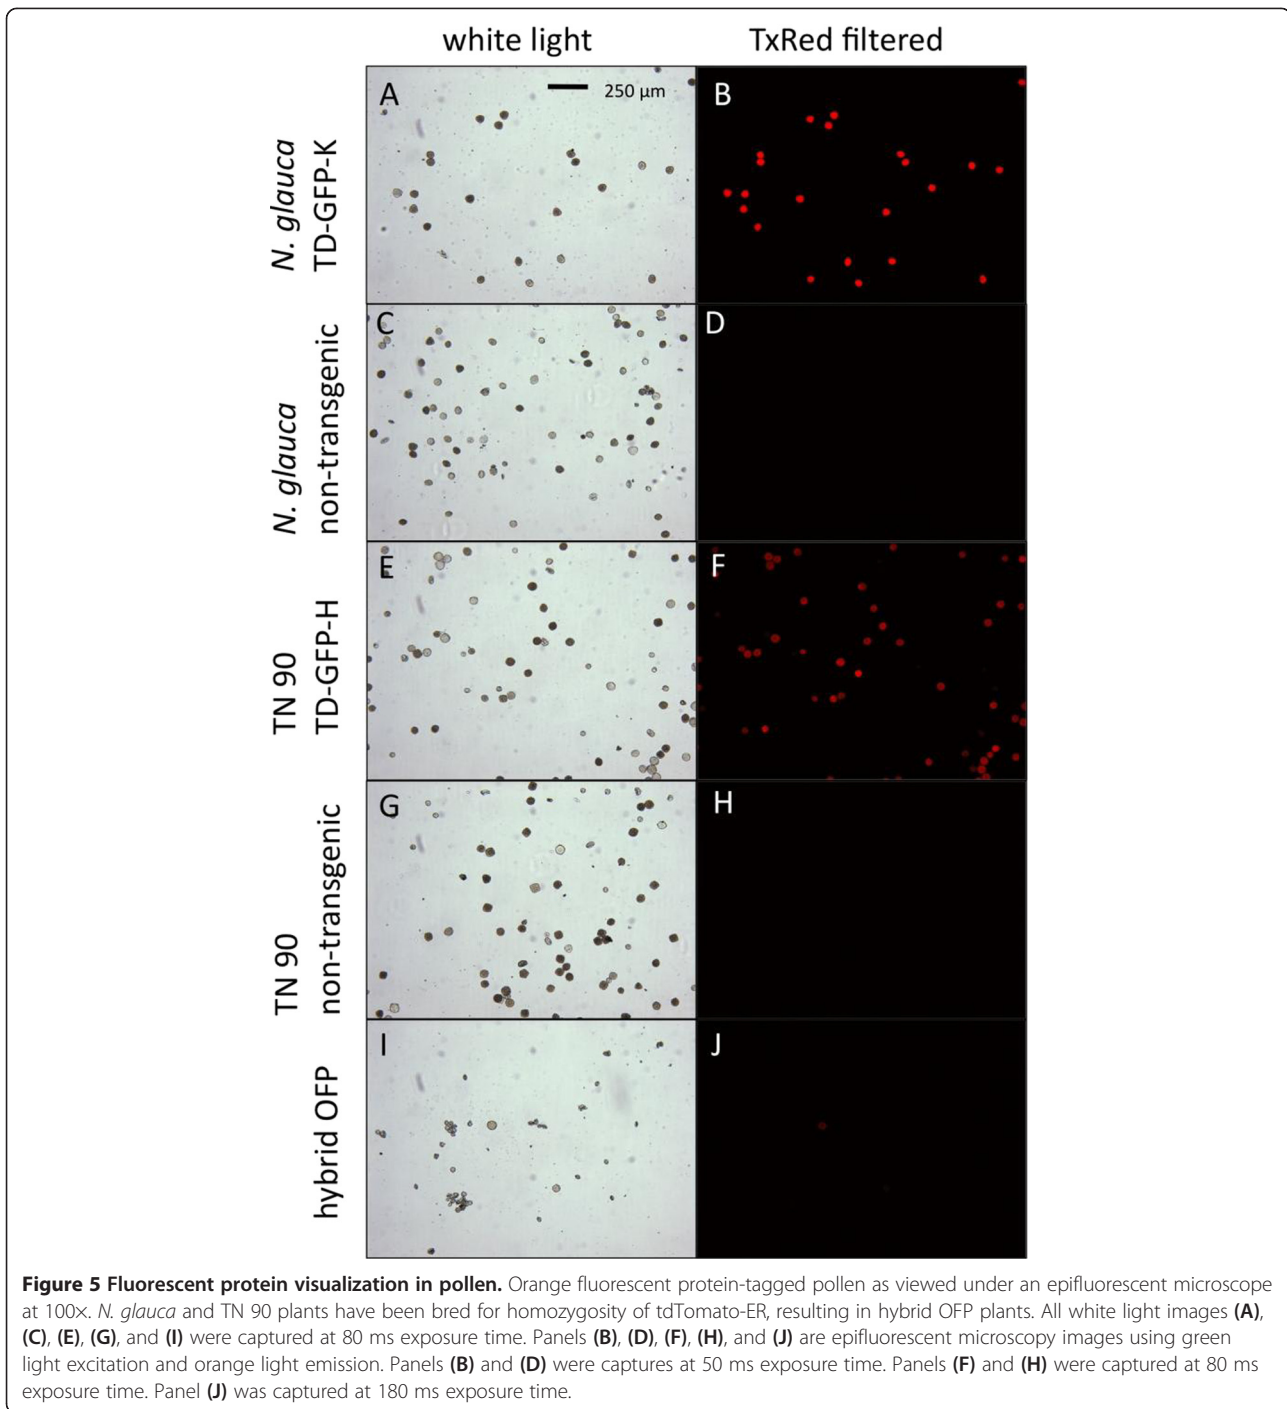 white light
TxRed filtered
A
250 µm
B
N. glauca
TD-GFP-K
C
D
N. glauca
non-transgenic
E
F
TN 90
TD-GFP-H
G
H
TN 90
non-transgenic
I
J
hybrid OFP
Figure 5 Fluorescent protein visualization in pollen. Orange fluorescent protein-tagged pollen as viewed under an epifluorescent microscope
at 100×. N. glauca and TN 90 plants have been bred for homozygosity of tdTomato-ER, resulting in hybrid OFP plants. All white light images (A),
(C), (E), (G), and (I) were captured at 80 ms exposure time. Panels (B), (D), (F), (H), and (J) are epifluorescent microscopy images using green
light excitation and orange light emission. Panels (B) and (D) were captures at 50 ms exposure time. Panels (F) and (H) were captured at 80 ms
exposure time. Panel (J) was captured at 180 ms exposure time.